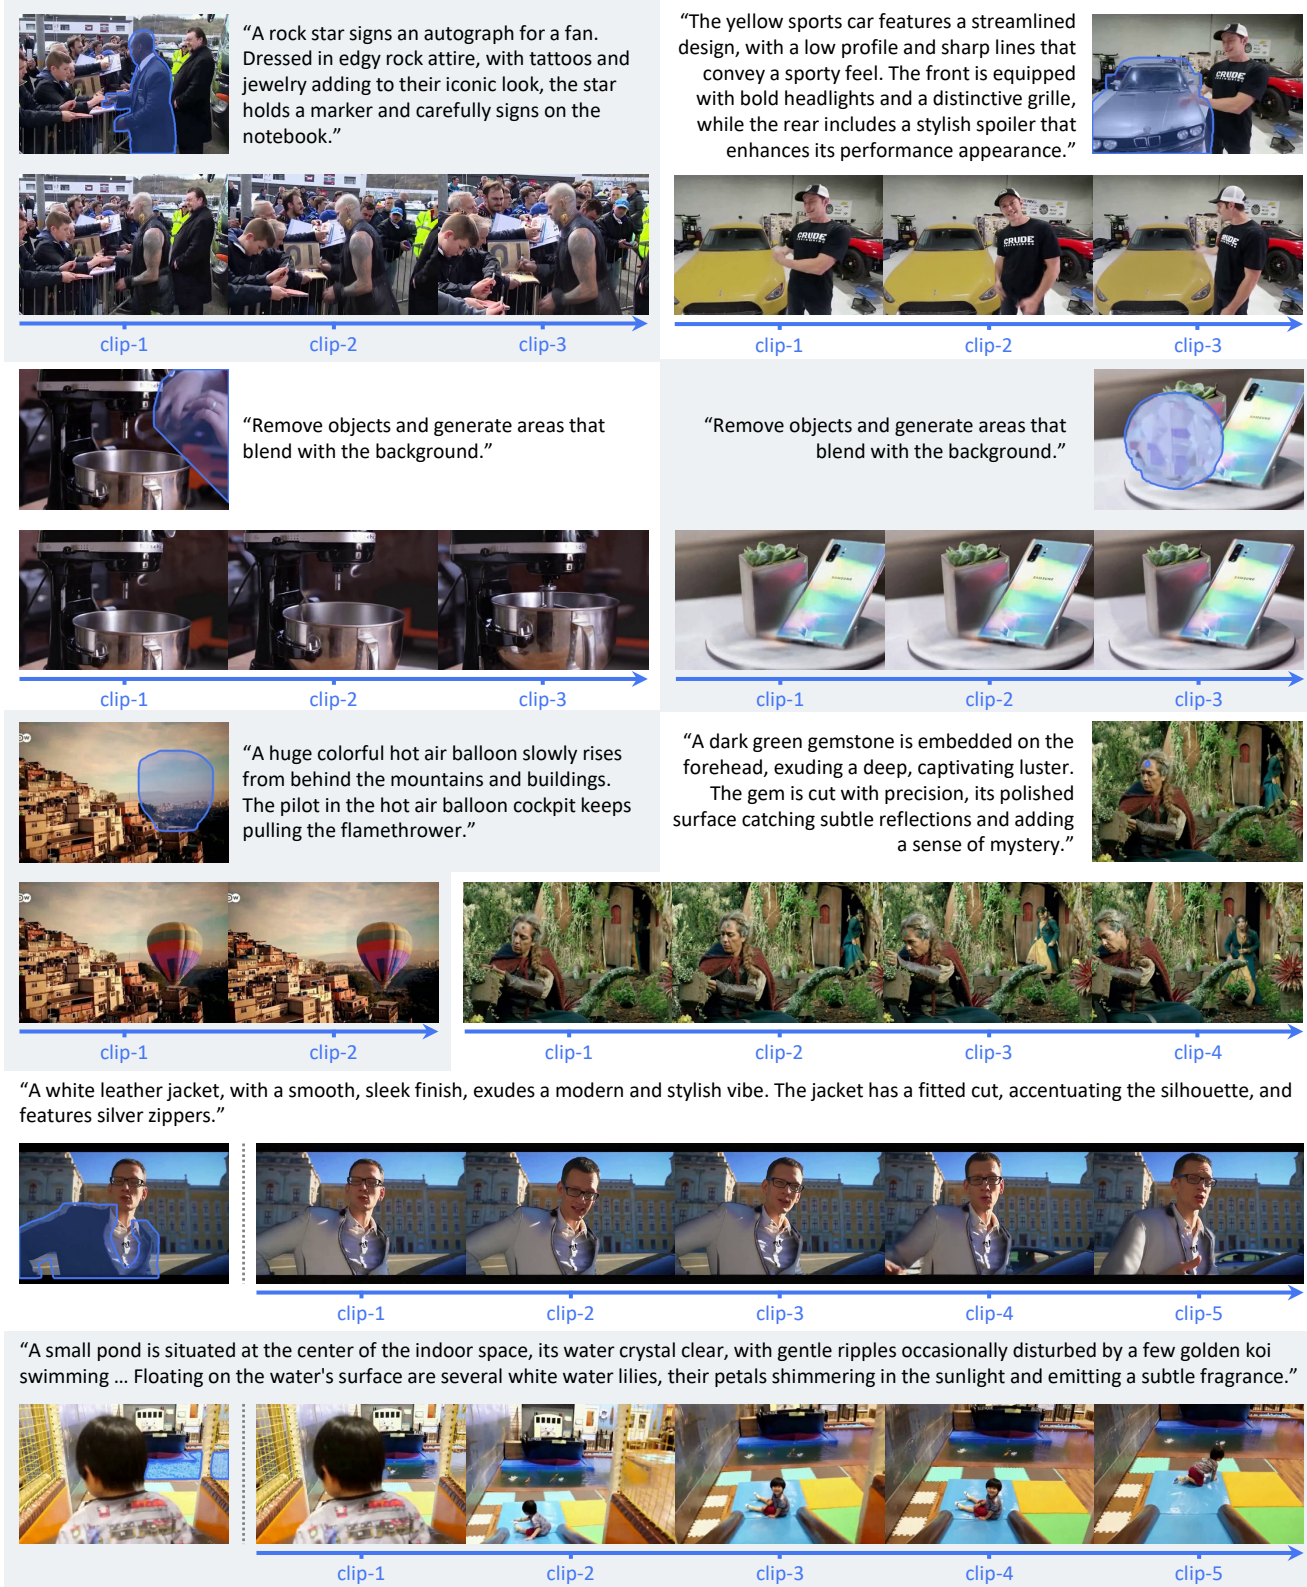 “A rock star signs an autograph for a fan.
Dressed in edgy rock attire, with tattoos and
jewelry adding to their iconic look, the star
holds a marker and carefully signs on the
notebook.”
clip-1
clip-2
clip-3
“The yellow sports car features a streamlined
design, with a low profile and sharp lines that
convey a sporty feel. The front is equipped
with bold headlights and a distinctive grille,
while the rear includes a stylish spoiler that
enhances its performance appearance.”
CRUDE
CRUDE
CRUDE
clip-1
clip-2
clip-3
“Remove objects and generate areas that
blend with the background.”
clip-1
clip-2
clip-3
“Remove objects and generate areas that
blend with the background.”
SAMSUNG
SAMSUNG
SAMSUNG
SAMSUNG
clip-1
clip-2
clip-3
“A huge colorful hot air balloon slowly rises
from behind the mountains and buildings.
The pilot in the hot air balloon cockpit keeps
pulling the flamethrower.”
clip-1
clip-2
“A dark green gemstone is embedded on the
forehead, exuding a deep, captivating luster.
The gem is cut with precision, its polished
surface catching subtle reflections and adding
a sense of mystery.”
clip-1
clip-2
clip-3
clip-4
“A white leather jacket, with a smooth, sleek finish, exudes a modern and stylish vibe. The jacket has a fitted cut, accentuating the silhouette, and
features silver zippers.”
clip-1
clip-2
clip-3
clip-4
clip-5
“A small pond is situated at the center of the indoor space, its water crystal clear, with gentle ripples occasionally disturbed by a few golden koi
swimming ... Floating on the water's surface are several white water lilies, their petals shimmering in the sunlight and emitting a subtle fragrance.”
clip-1
clip-2
clip-3
clip-4
clip-5